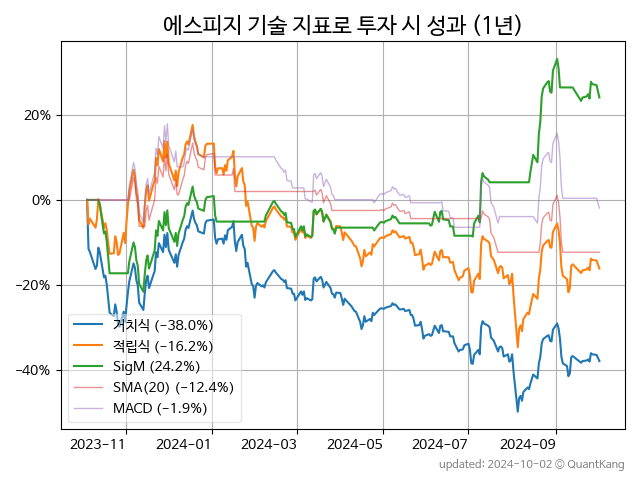 에스피지 기술 지표로 투자 시 성과 (1년)
20%
0%
−20%
−40%
거치식 (−38.0%)
적립식 (−16.2%)
SigM (24.2%)
SMA(20) (−12.4%)
MACD (−1.9%)
2023-11
2024-01
2024-03
2024-05
2024-07
2024-09
updated: 2024-10-02 © QuantKang